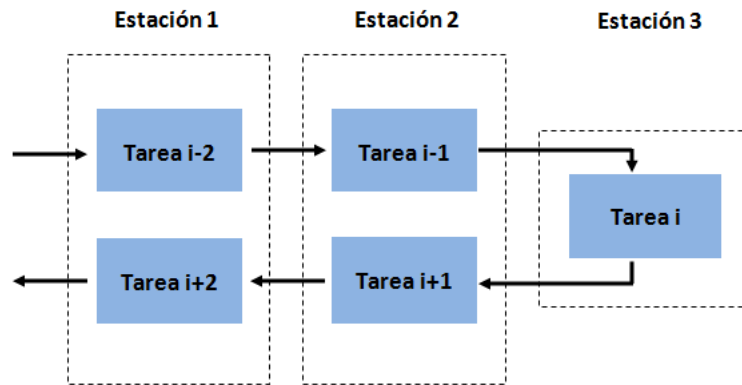 Estación 1
Estación 2
Estación 3
Tarea i-2
Tarea i-1
Tarea i
Tarea i+2
Tarea i+1